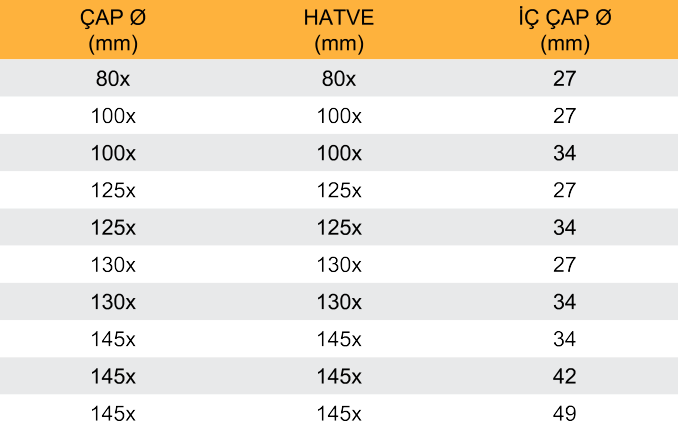 ÇAP Ø HATVE İÇ ÇAP Ø
(mm) (mm) (mm)
80x 80x 27
100x 100x 27
100x 100x 34
125x 125x 27
125x 125x 34
130x 130x 27
130x 130x 34
145x 145x 34
145x 145x 42
145x 145x 49